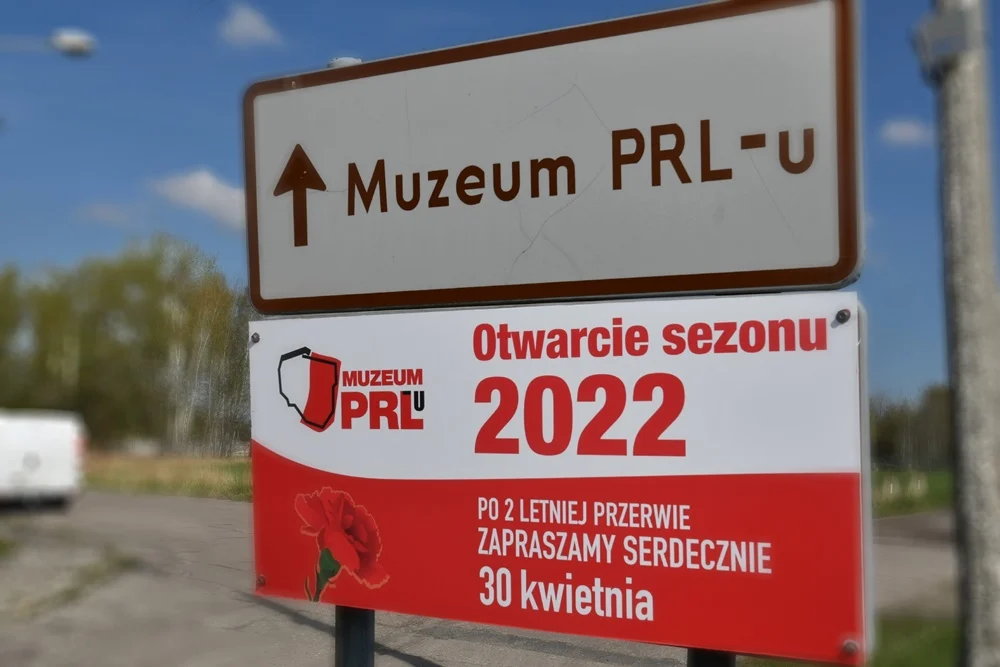 Muzeum PRL-u
MUZEUM
PRL-u
Otwarcie sezonu
2022
PO 2 LETNIEJ PRZERWIE
ZAPRASZAMY SERDECZNIE
30 kwietnia